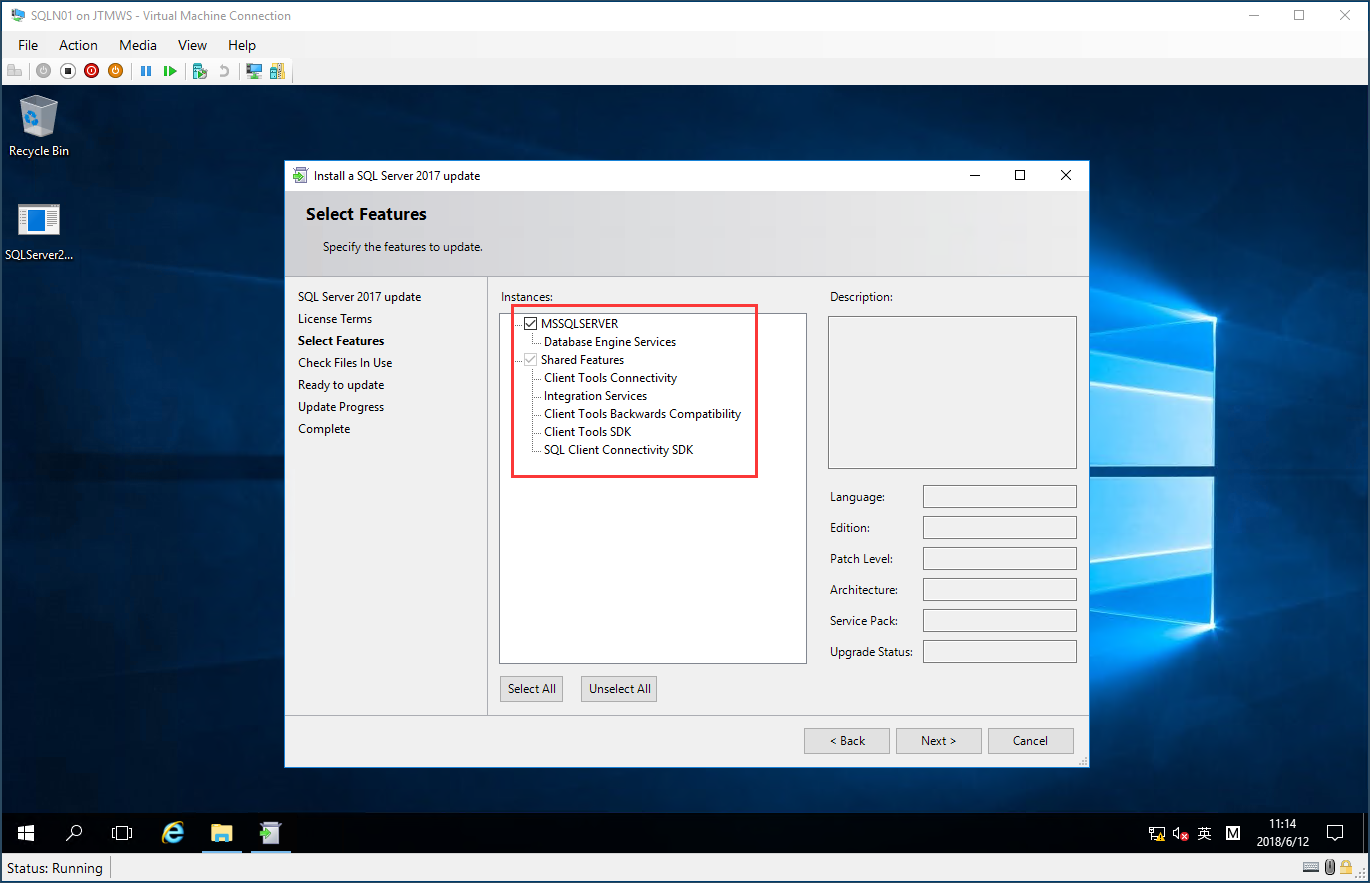 SQLN01 on JTMWS - Virtual Machine Connection
File Action Media View Help
Recycle Bin
SQLServer2...
Install a SQL Server 2017 update
Select Features
Specify the features to update.
SQL Server 2017 update
License Terms
Select Features
Check Files In Use
Ready to update
Update Progress
Complete
Instances:
MSSQLSERVER
Database Engine Services
Shared Features
Client Tools Connectivity
Integration Services
Client Tools Backwards Compatibility
Client Tools SDK
SQL Client Connectivity SDK
Select All Unselect All
Description:
Language:
Edition:
Patch Level:
Architecture:
Service Pack:
Upgrade Status:
< Back Next > Cancel
英 M
11:14
2018/6/12
Status: Running